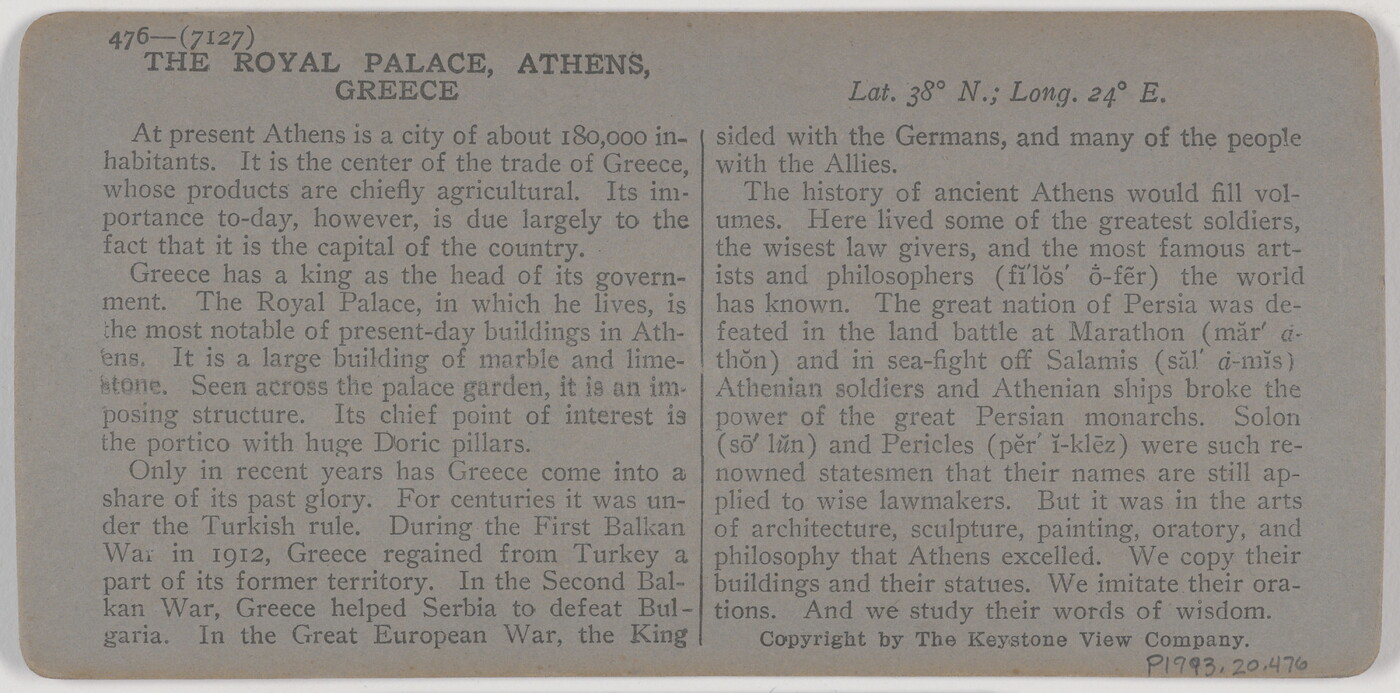 476—(7127)
THE ROYAL PALACE, ATHENS,
GREECE
Lat. 38° N.; Long. 24° E.
At present Athens is a city of about 180,000 in-
habitants. It is the center of the trade of Greece,
whose products are chiefly agricultural. Its im-
portance to-day, however, is due largely to the
fact that it is the capital of the country.
Greece has a king as the head of its govern-
ment. The Royal Palace, in which he lives, is
the most notable of present-day buildings in Ath-
ens. It is a large building of marble and lime-
stone. Seen across the palace garden, it is an im-
posing structure. Its chief point of interest is
the portico with huge Doric pillars.
Only in recent years has Greece come into a
share of its past glory. For centuries it was un-
der the Turkish rule. During the First Balkan
War in 1912, Greece regained from Turkey a
part of its former territory. In the Second Bal-
kan War, Greece helped Serbia to defeat Bul-
garia. In the Great European War, the King
sided with the Germans, and many of the people
with the Allies.
The history of ancient Athens would fill vol-
umes. Here lived some of the greatest soldiers,
the wisest law givers, and the most famous art-
ists and philosophers (fĭ′lŏs′ ȯ-fẽr) the world
has known. The great nation of Persia was de-
feated in the land battle at Marathon (măr′ ȧ-
thŏn) and in sea-fight off Salamis (săl′ ȧ-mĭs)
Athenian soldiers and Athenian ships broke the
power of the great Persian monarchs. Solon
(sō′ lŭn) and Pericles (pĕr′ ĭ-klēz) were such re-
nowned statesmen that their names are still ap-
plied to wise lawmakers. But it was in the arts
of architecture, sculpture, painting, oratory, and
philosophy that Athens excelled. We copy their
buildings and their statues. We imitate their ora-
tions. And we study their words of wisdom.
Copyright by The Keystone View Company.
P1993.20.476